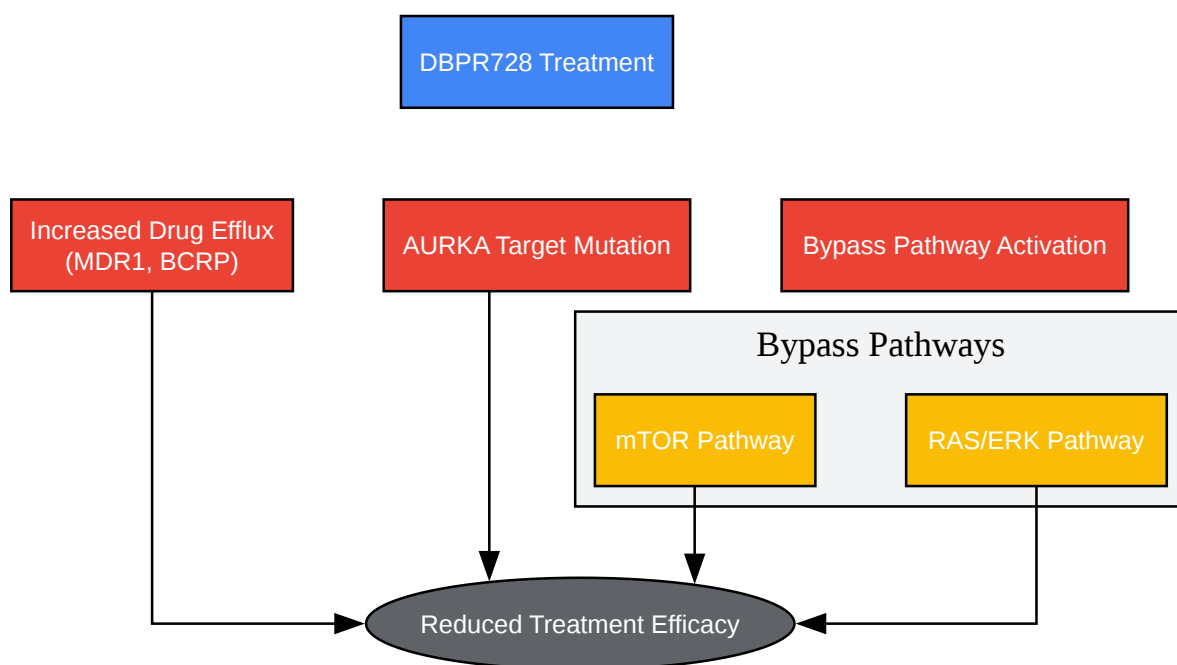 DBPR728 Treatment
Increased Drug Efflux
(MDR1, BCRP)
AURKA Target Mutation
Bypass Pathway Activation
Bypass Pathways
mTOR Pathway
RAS/ERK Pathway
Reduced Treatment Efficacy